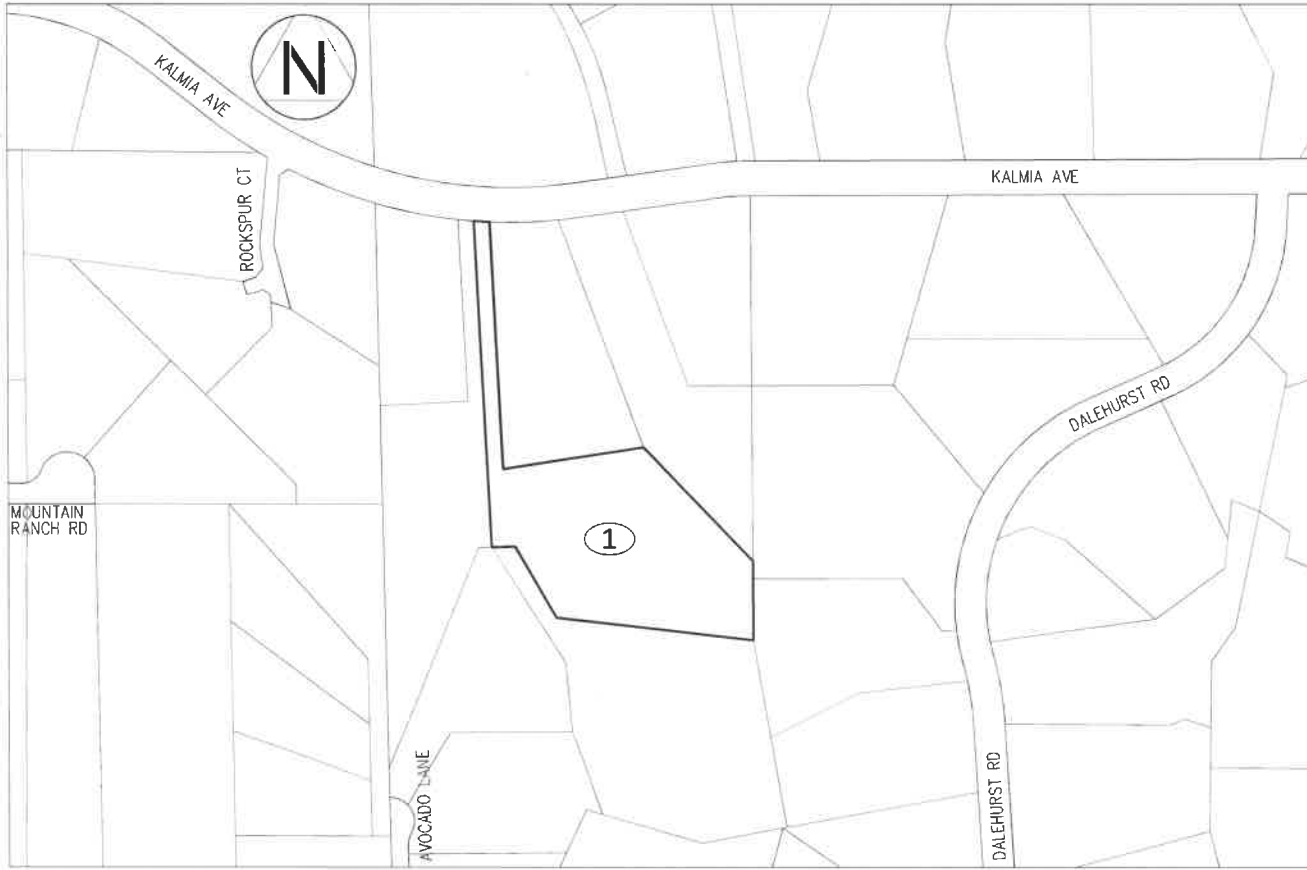 N
KALMIA AVE
KALMIA AVE
ROCKSPUR CT
DALEHURST RD
MOUNTAIN
RANCH RD
1
AVOCADO LANE
DALEHURST RD